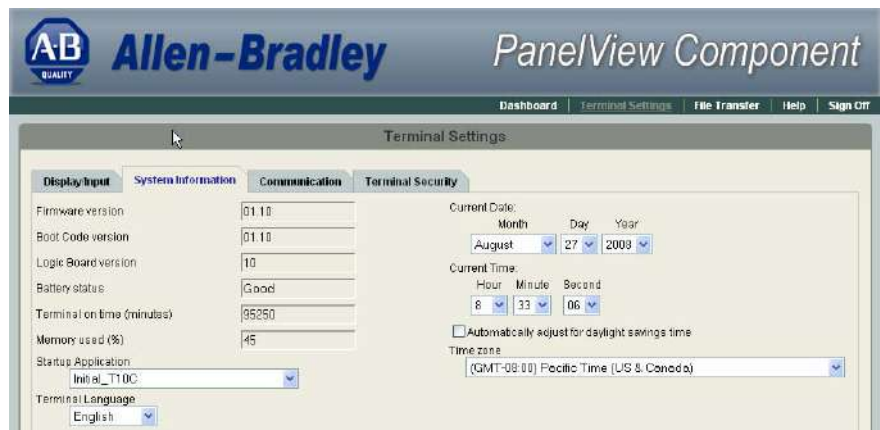 A·B
QUALITY
Allen-Bradley
PanelView Component
Dashboard | Terminal Settings | File Transfer | Help | Sign Off
Terminal Settings
Display/Input System Information Communication Terminal Security
Firmware version 01.10
Boot Code version 01.10
Logic Board version 10
Battery status Good
Terminal on time (minutes) 95250
Memory used (%) 45
Startup Application
Initial_T10C
Terminal Language
English
Current Date:
Month Day Year
August 27 2008
Current Time:
Hour Minute Second
8 33 06
Automatically adjust for daylight savings time
Time zone
(GMT-08:00) Pacific Time (US & Canada)